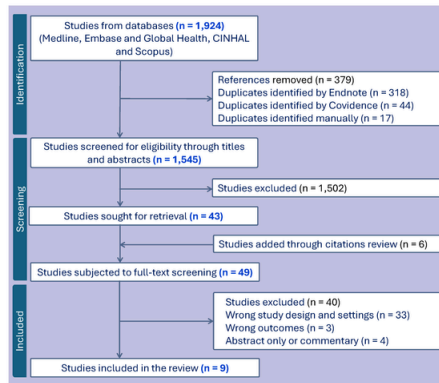 Identification
Studies from databases (n = 1,924)
(Medline, Embase and Global Health, CINHAL
and Scopus)
References removed (n = 379)
Duplicates identified by Endnote (n = 318)
Duplicates identified by Covidence (n = 44)
Duplicates identified manually (n = 17)
Screening
Studies screened for eligibility through titles
and abstracts (n = 1,545)
Studies excluded (n = 1,502)
Studies sought for retrieval (n = 43)
Studies added through citations review (n = 6)
Studies subjected to full-text screening (n = 49)
Included
Studies excluded (n = 40)
Wrong study design and settings (n = 33)
Wrong outcomes (n = 3)
Abstract only or commentary (n = 4)
Studies included in the review (n = 9)